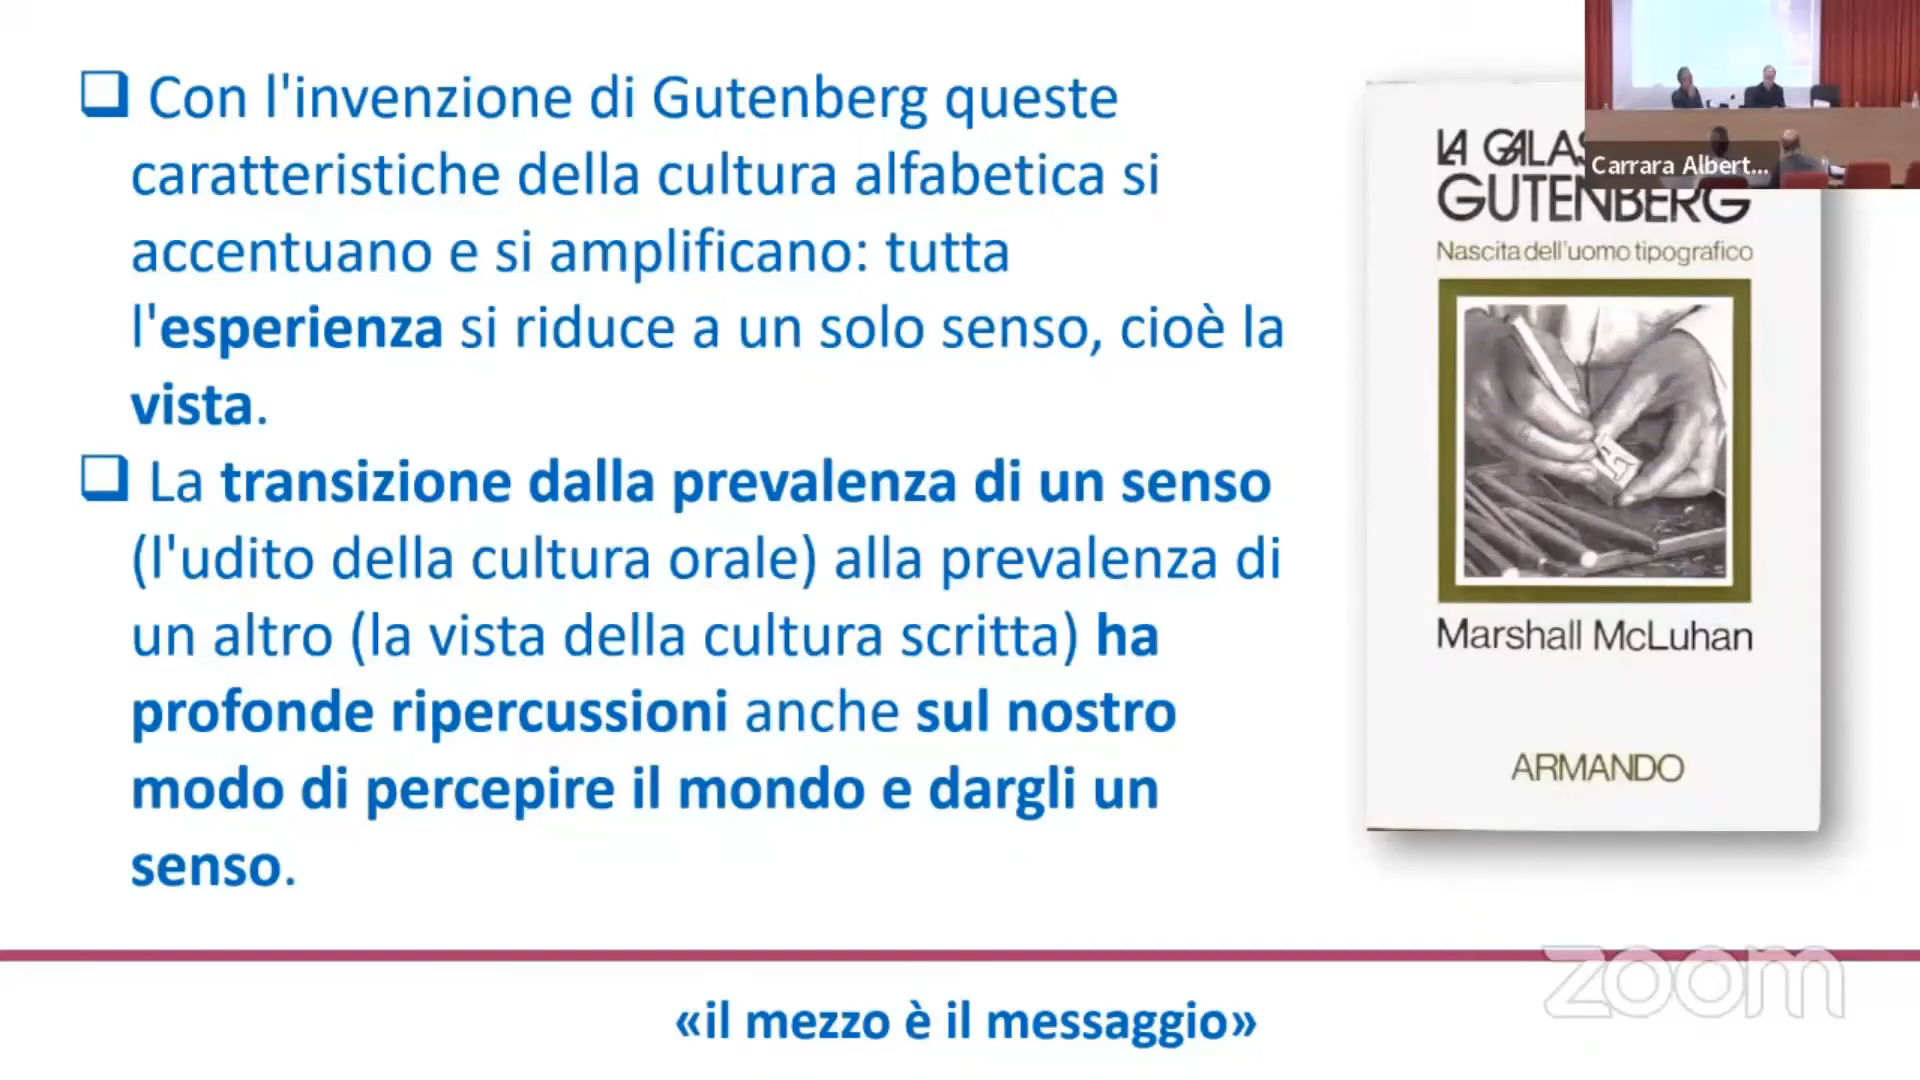 Con l'invenzione di Gutenberg queste
caratteristiche della cultura alfabetica si
accentuano e si amplificano: tutta
l'esperienza si riduce a un solo senso, cioè la
vista.
La transizione dalla prevalenza di un senso
(l'udito della cultura orale) alla prevalenza di
un altro (la vista della cultura scritta) ha
profonde ripercussioni anche sul nostro
modo di percepire il mondo e dargli un
senso.
Carrara Albert...
LA GALAS
GUTENBERG
Nascita dell'uomo tipografico
Marshall McLuhan
ARMANDO
zoom
«il mezzo è il messaggio»